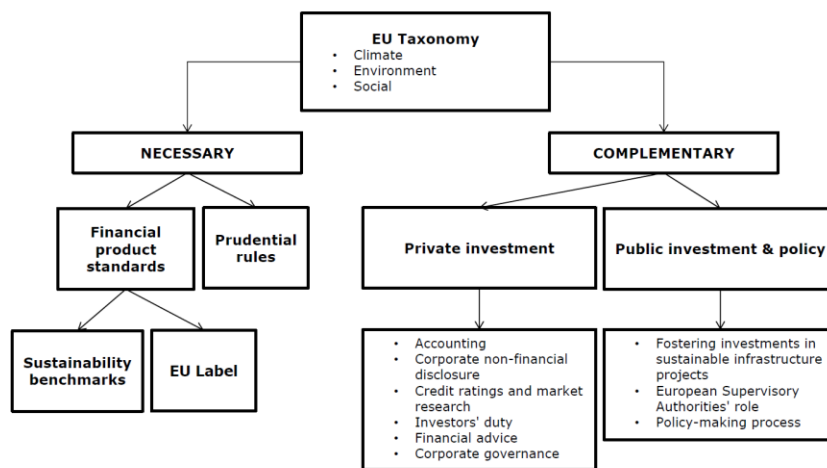 EU Taxonomy
• Climate
• Environment
• Social
NECESSARY
COMPLEMENTARY
Financial
product
standards
Prudential
rules
Private investment
Public investment & policy
Sustainability
benchmarks
EU Label
• Accounting
• Corporate non-financial
disclosure
• Credit ratings and market
research
• Investors' duty
• Financial advice
• Corporate governance
• Fostering investments in
sustainable infrastructure
projects
• European Supervisory
Authorities' role
• Policy-making process